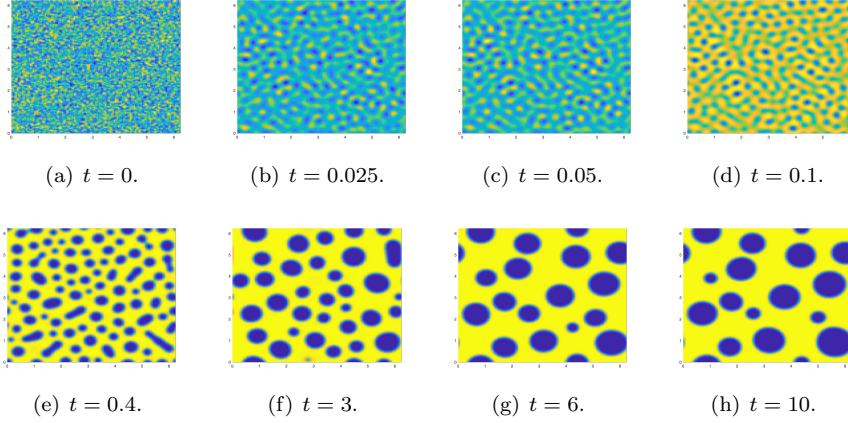 (a) t = 0.
(b) t = 0.025.
(c) t = 0.05.
(d) t = 0.1.
(e) t = 0.4.
(f) t = 3.
(g) t = 6.
(h) t = 10.